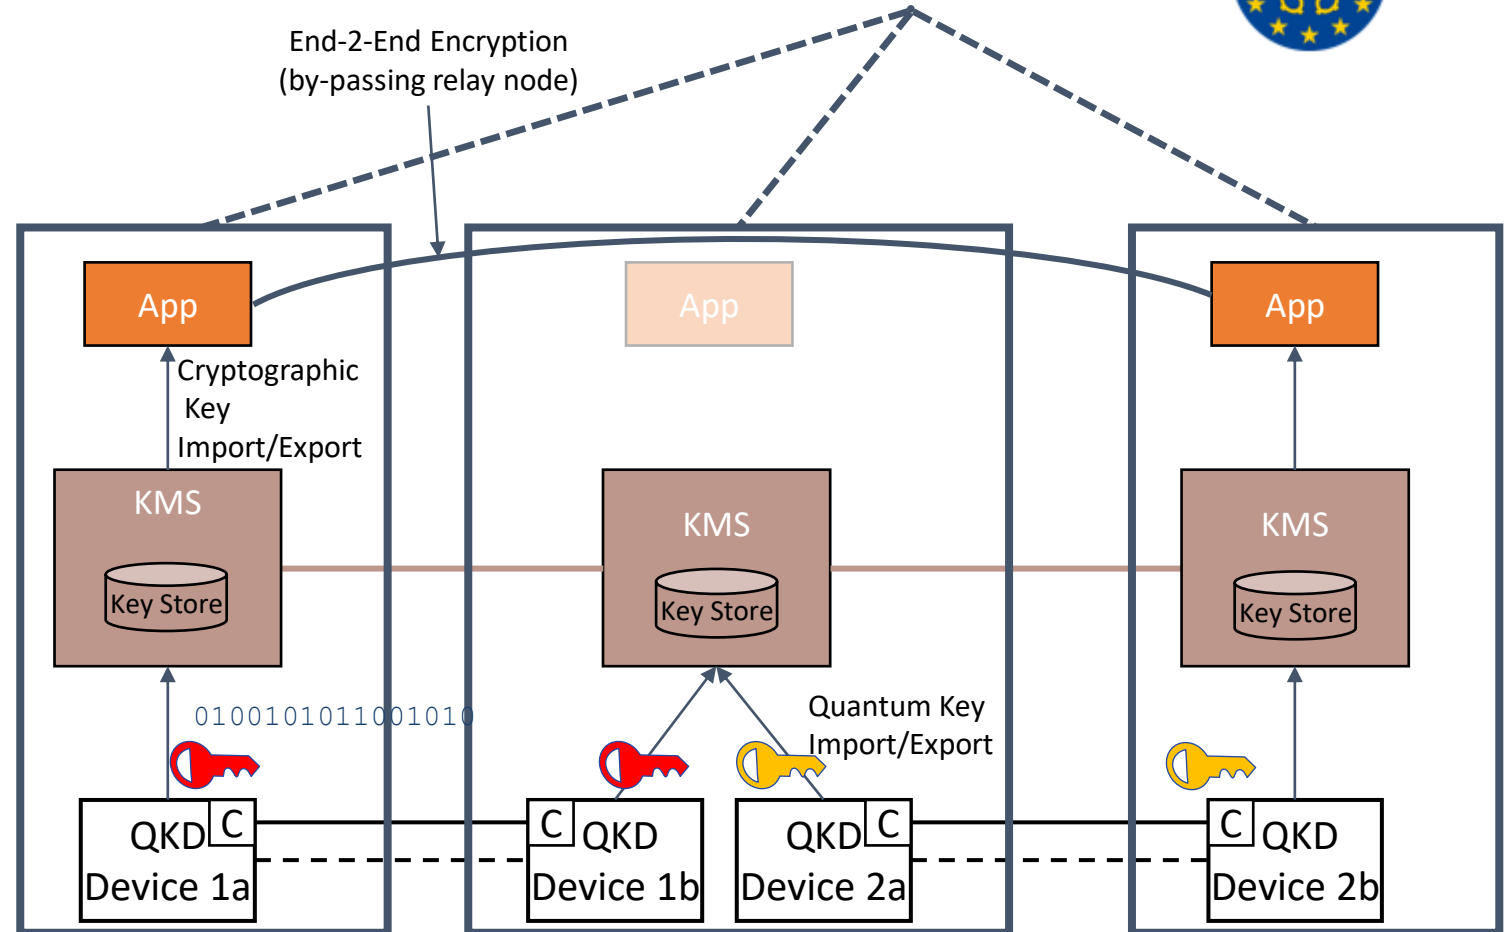 End-2-End Encryption
(by-passing relay node)
App
App
App
Cryptographic
Key
Import/Export
KMS
KMS
KMS
Key Store
Key Store
Key Store
0100101011001010
Quantum Key
Import/Export
QKD C
Device 1a
C QKD
Device 1b
QKD C
Device 2a
C QKD
Device 2b